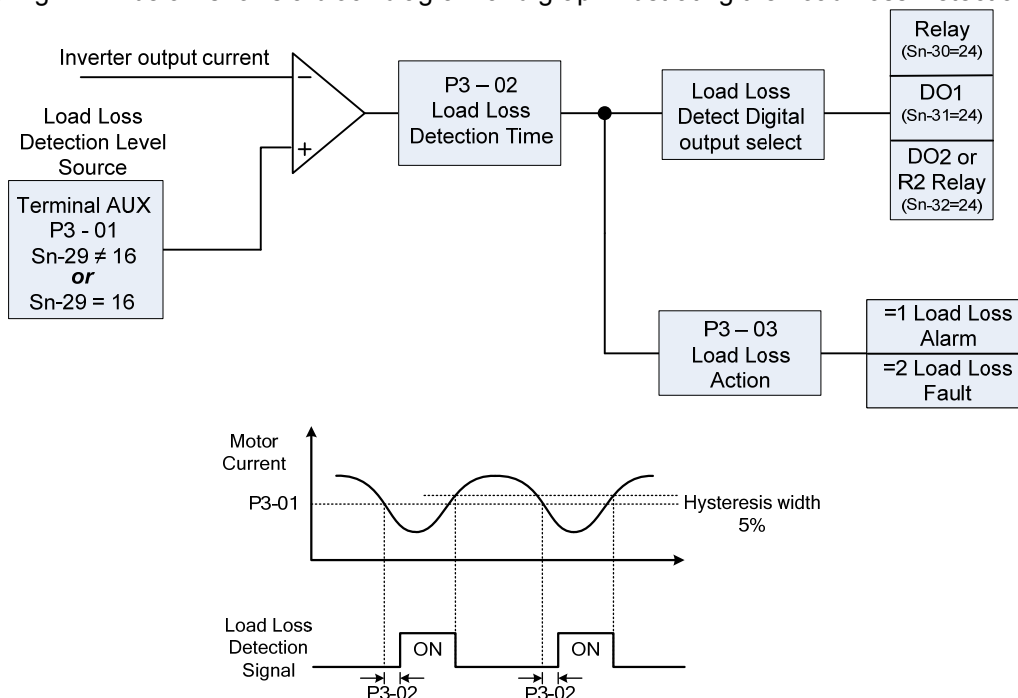 Inverter output current
−
+
Load Loss
Detection Level
Source
Terminal AUX
P3 - 01
Sn-29 ≠ 16
or
Sn-29 = 16
P3 – 02
Load Loss
Detection Time
Load Loss
Detect Digital
output select
Relay
(Sn-30=24)
DO1
(Sn-31=24)
DO2 or
R2 Relay
(Sn-32=24)
P3 – 03
Load Loss
Action
=1 Load Loss
Alarm
=2 Load Loss
Fault
Motor
Current
P3-01
Hysteresis width
5%
Load Loss
Detection
Signal
ON
ON
P3-02
P3-02